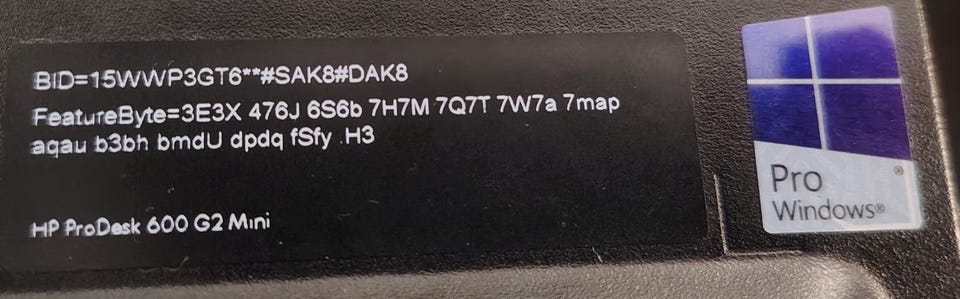 BID=15WWP3GT6**#SAK8#DAK8
FeatureByte=3E3X 476J 6S6b 7H7M 7Q7T 7W7a 7map
aqau b3bh bmdU dpdq fSfy .H3
HP ProDesk 600 G2 Mini
Pro
Windows®